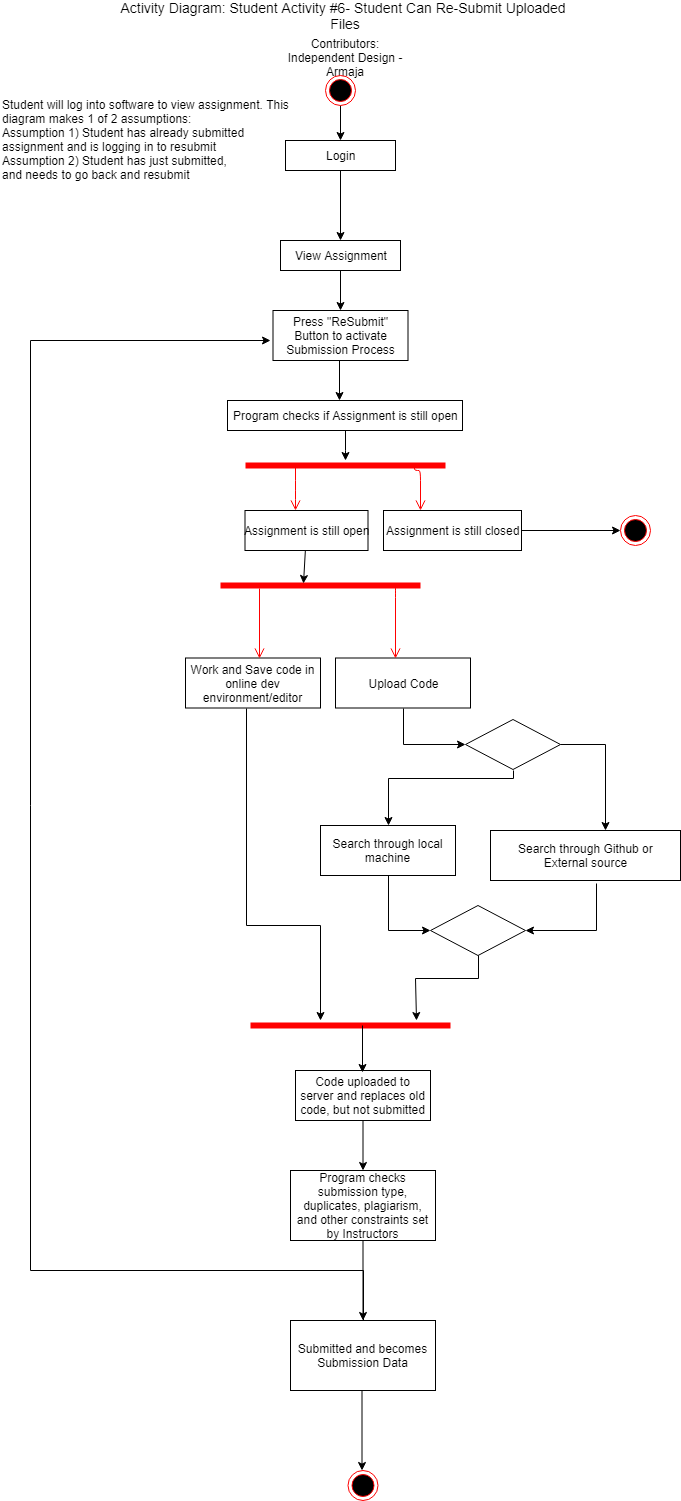 Activity Diagram: Student Activity #6- Student Can Re-Submit Uploaded
Files
Contributors:
Independent Design -
Armaja
Student will log into software to view assignment. This
diagram makes 1 of 2 assumptions:
Assumption 1) Student has already submitted
assignment and is logging in to resubmit
Assumption 2) Student has just submitted,
and needs to go back and resubmit
Login
View Assignment
Press "ReSubmit"
Button to activate
Submission Process
Program checks if Assignment is still open
Assignment is still open
Assignment is still closed
Work and Save code in
online dev
environment/editor
Upload Code
Search through local
machine
Search through Github or
External source
Code uploaded to
server and replaces old
code, but not submitted
Program checks
submission type,
duplicates, plagiarism,
and other constraints set
by Instructors
Submitted and becomes
Submission Data